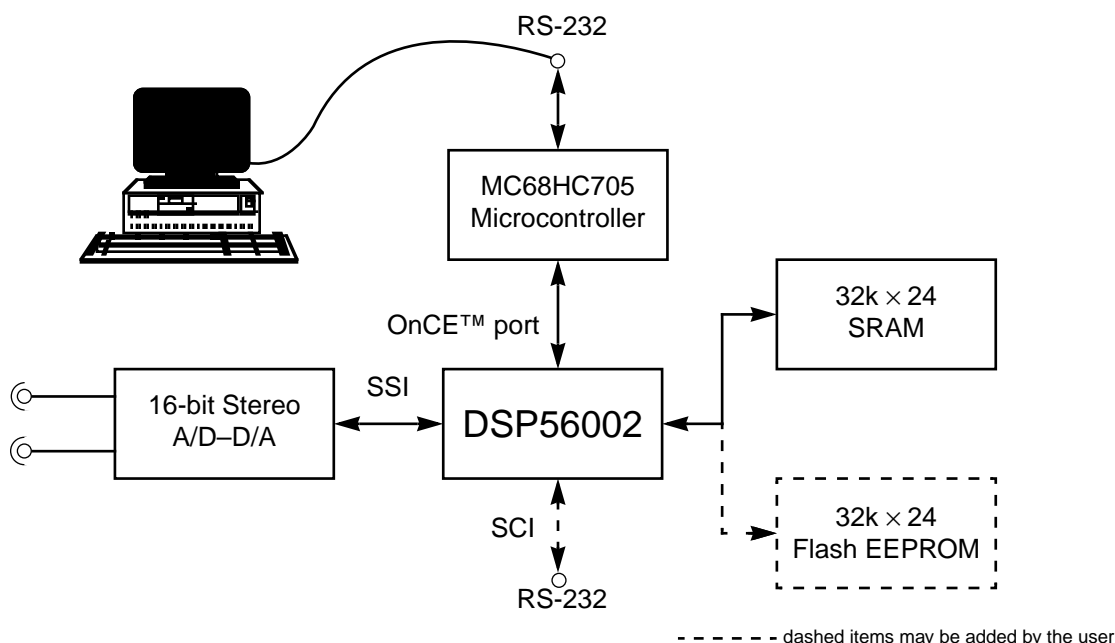 RS-232
MC68HC705
Microcontroller
32k × 24
SRAM
OnCE™ port
16-bit Stereo
A/D–D/A
SSI
DSP56002
SCI
32k × 24
Flash EEPROM
RS-232
dashed items may be added by the user